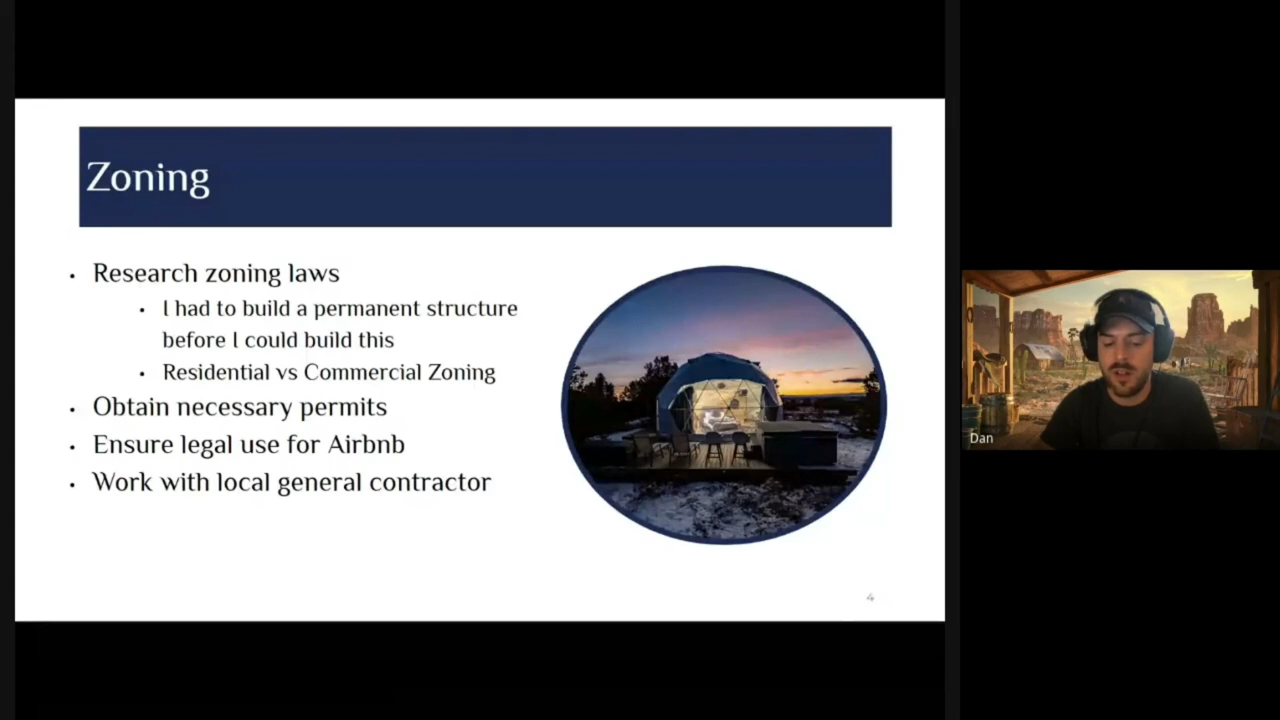 Zoning
• Research zoning laws
• I had to build a permanent structure
before I could build this
• Residential vs Commercial Zoning
• Obtain necessary permits
• Ensure legal use for Airbnb
• Work with local general contractor
4
Dan